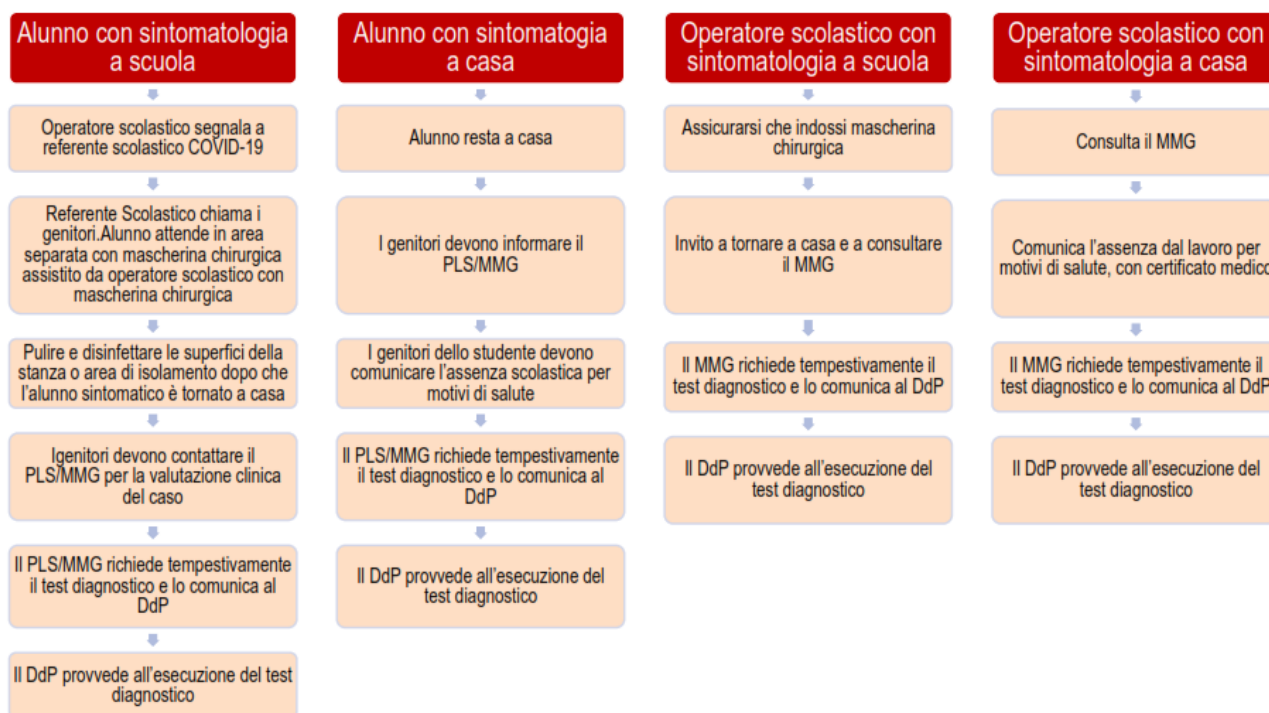 Alunno con sintomatologia
a scuola
Operatore scolastico segnala a
referente scolastico COVID-19
Referente Scolastico chiama i
genitori.Alunno attende in area
separata con mascherina chirurgica
assistito da operatore scolastico con
mascherina chirurgica
Pulire e disinfettare le superfici della
stanza o area di isolamento dopo che
l'alunno sintomatico è tornato a casa
Igenitori devono contattare il
PLS/MMG per la valutazione clinica
del caso
Il PLS/MMG richiede tempestivamente
il test diagnostico e lo comunica al
DdP
Il DdP provvede all'esecuzione del test
diagnostico
Alunno con sintomatogia
a casa
Alunno resta a casa
I genitori devono informare il
PLS/MMG
I genitori dello studente devono
comunicare l'assenza scolastica per
motivi di salute
Il PLS/MMG richiede tempestivamente
il test diagnostico e lo comunica al
DdP
Il DdP provvede all'esecuzione del
test diagnostico
Operatore scolastico con
sintomatologia a scuola
Assicurarsi che indossi mascherina
chirurgica
Invito a tornare a casa e a consultare
il MMG
Il MMG richiede tempestivamente il
test diagnostico e lo comunica al DdP
Il DdP provvede all'esecuzione del
test diagnostico
Operatore scolastico con
sintomatologia a casa
Consulta il MMG
Comunica l'assenza dal lavoro per
motivi di salute, con certificato medico
Il MMG richiede tempestivamente il
test diagnostico e lo comunica al DdP
Il DdP provvede all'esecuzione del
test diagnostico